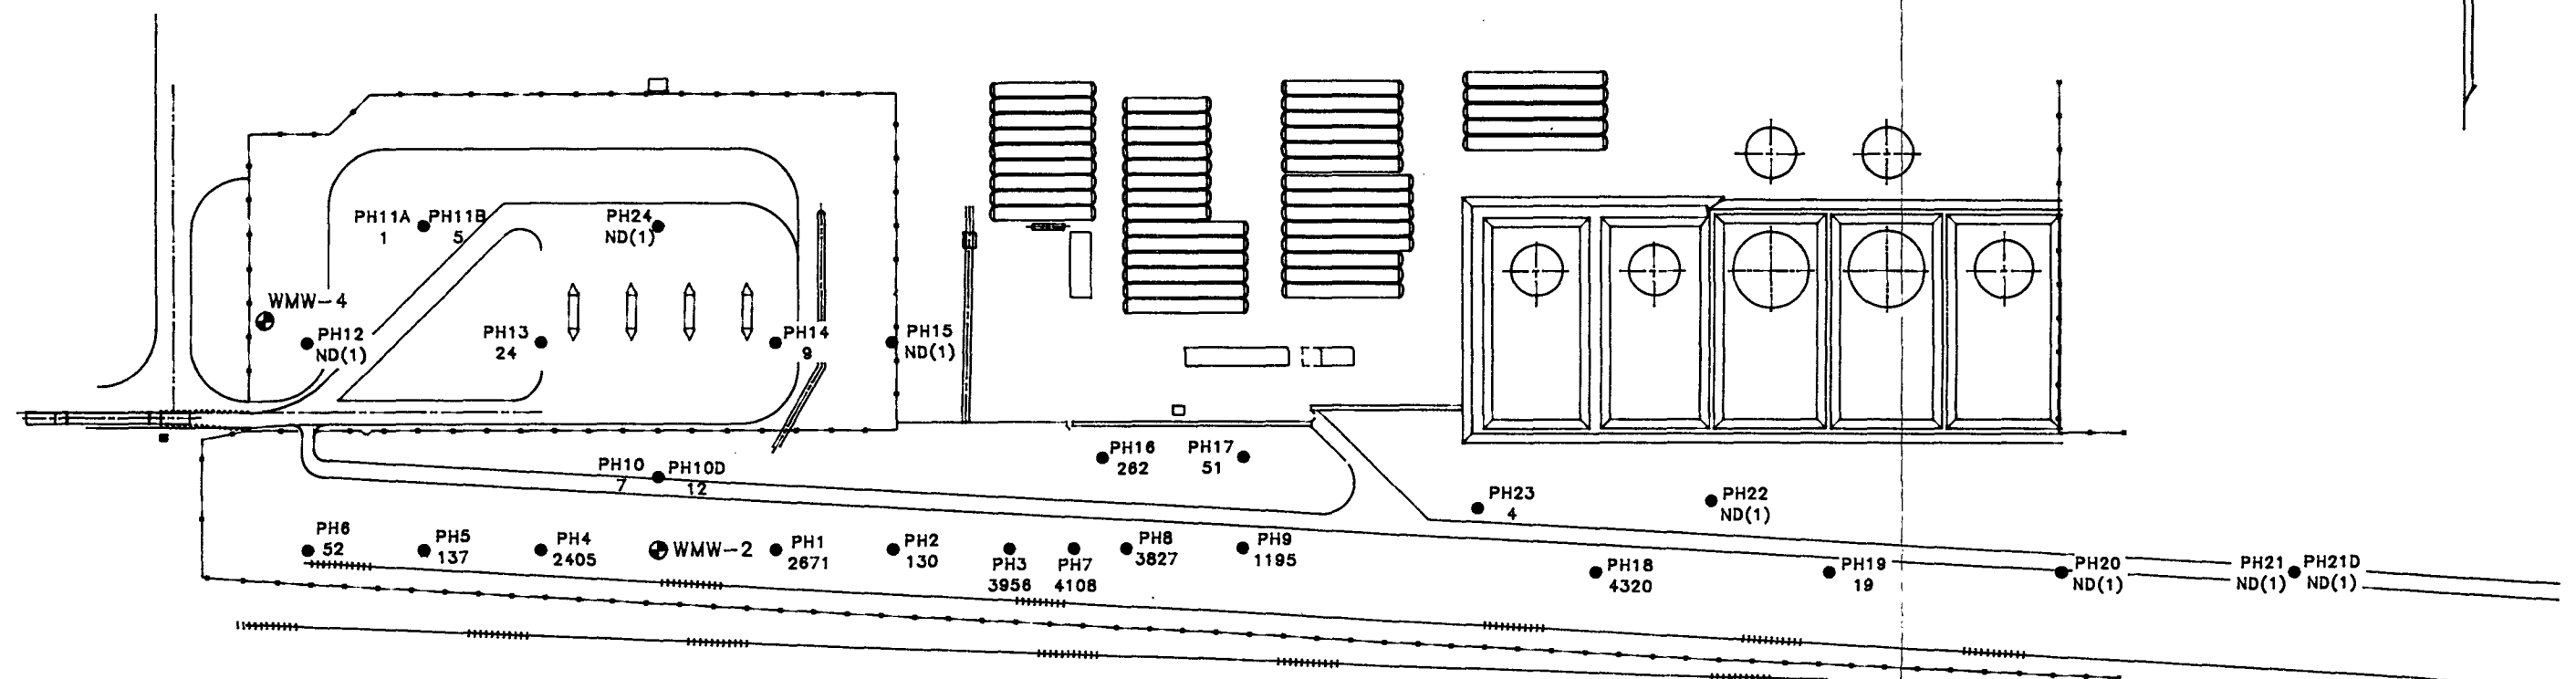 PH11A PH11B
1 5
PH24
ND(1)
WMW-4
PH12
ND(1)
PH13
24
PH14
9
PH15
ND(1)
PH16
262
PH17
51
PH10 PH10D
7 12
PH23
4
PH22
ND(1)
PH6
52
PH5
137
PH4
2405
WMW-2
PH1
2671
PH2
130
PH3
3956
PH7
4108
PH8
3827
PH9
1195
PH18
4320
PH19
19
PH20
ND(1)
PH21 PH21D
ND(1) ND(1)